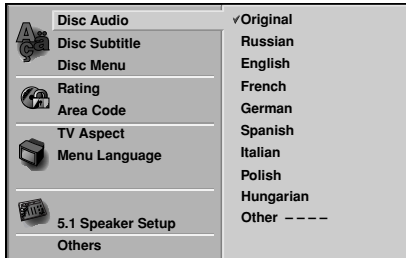 Disc Audio
Disc Subtitle
Disc Menu
Rating
Area Code
TV Aspect
Menu Language
5.1 Speaker Setup
Others
✓Original
Russian
English
French
German
Spanish
Italian
Polish
Hungarian
Other – – – –